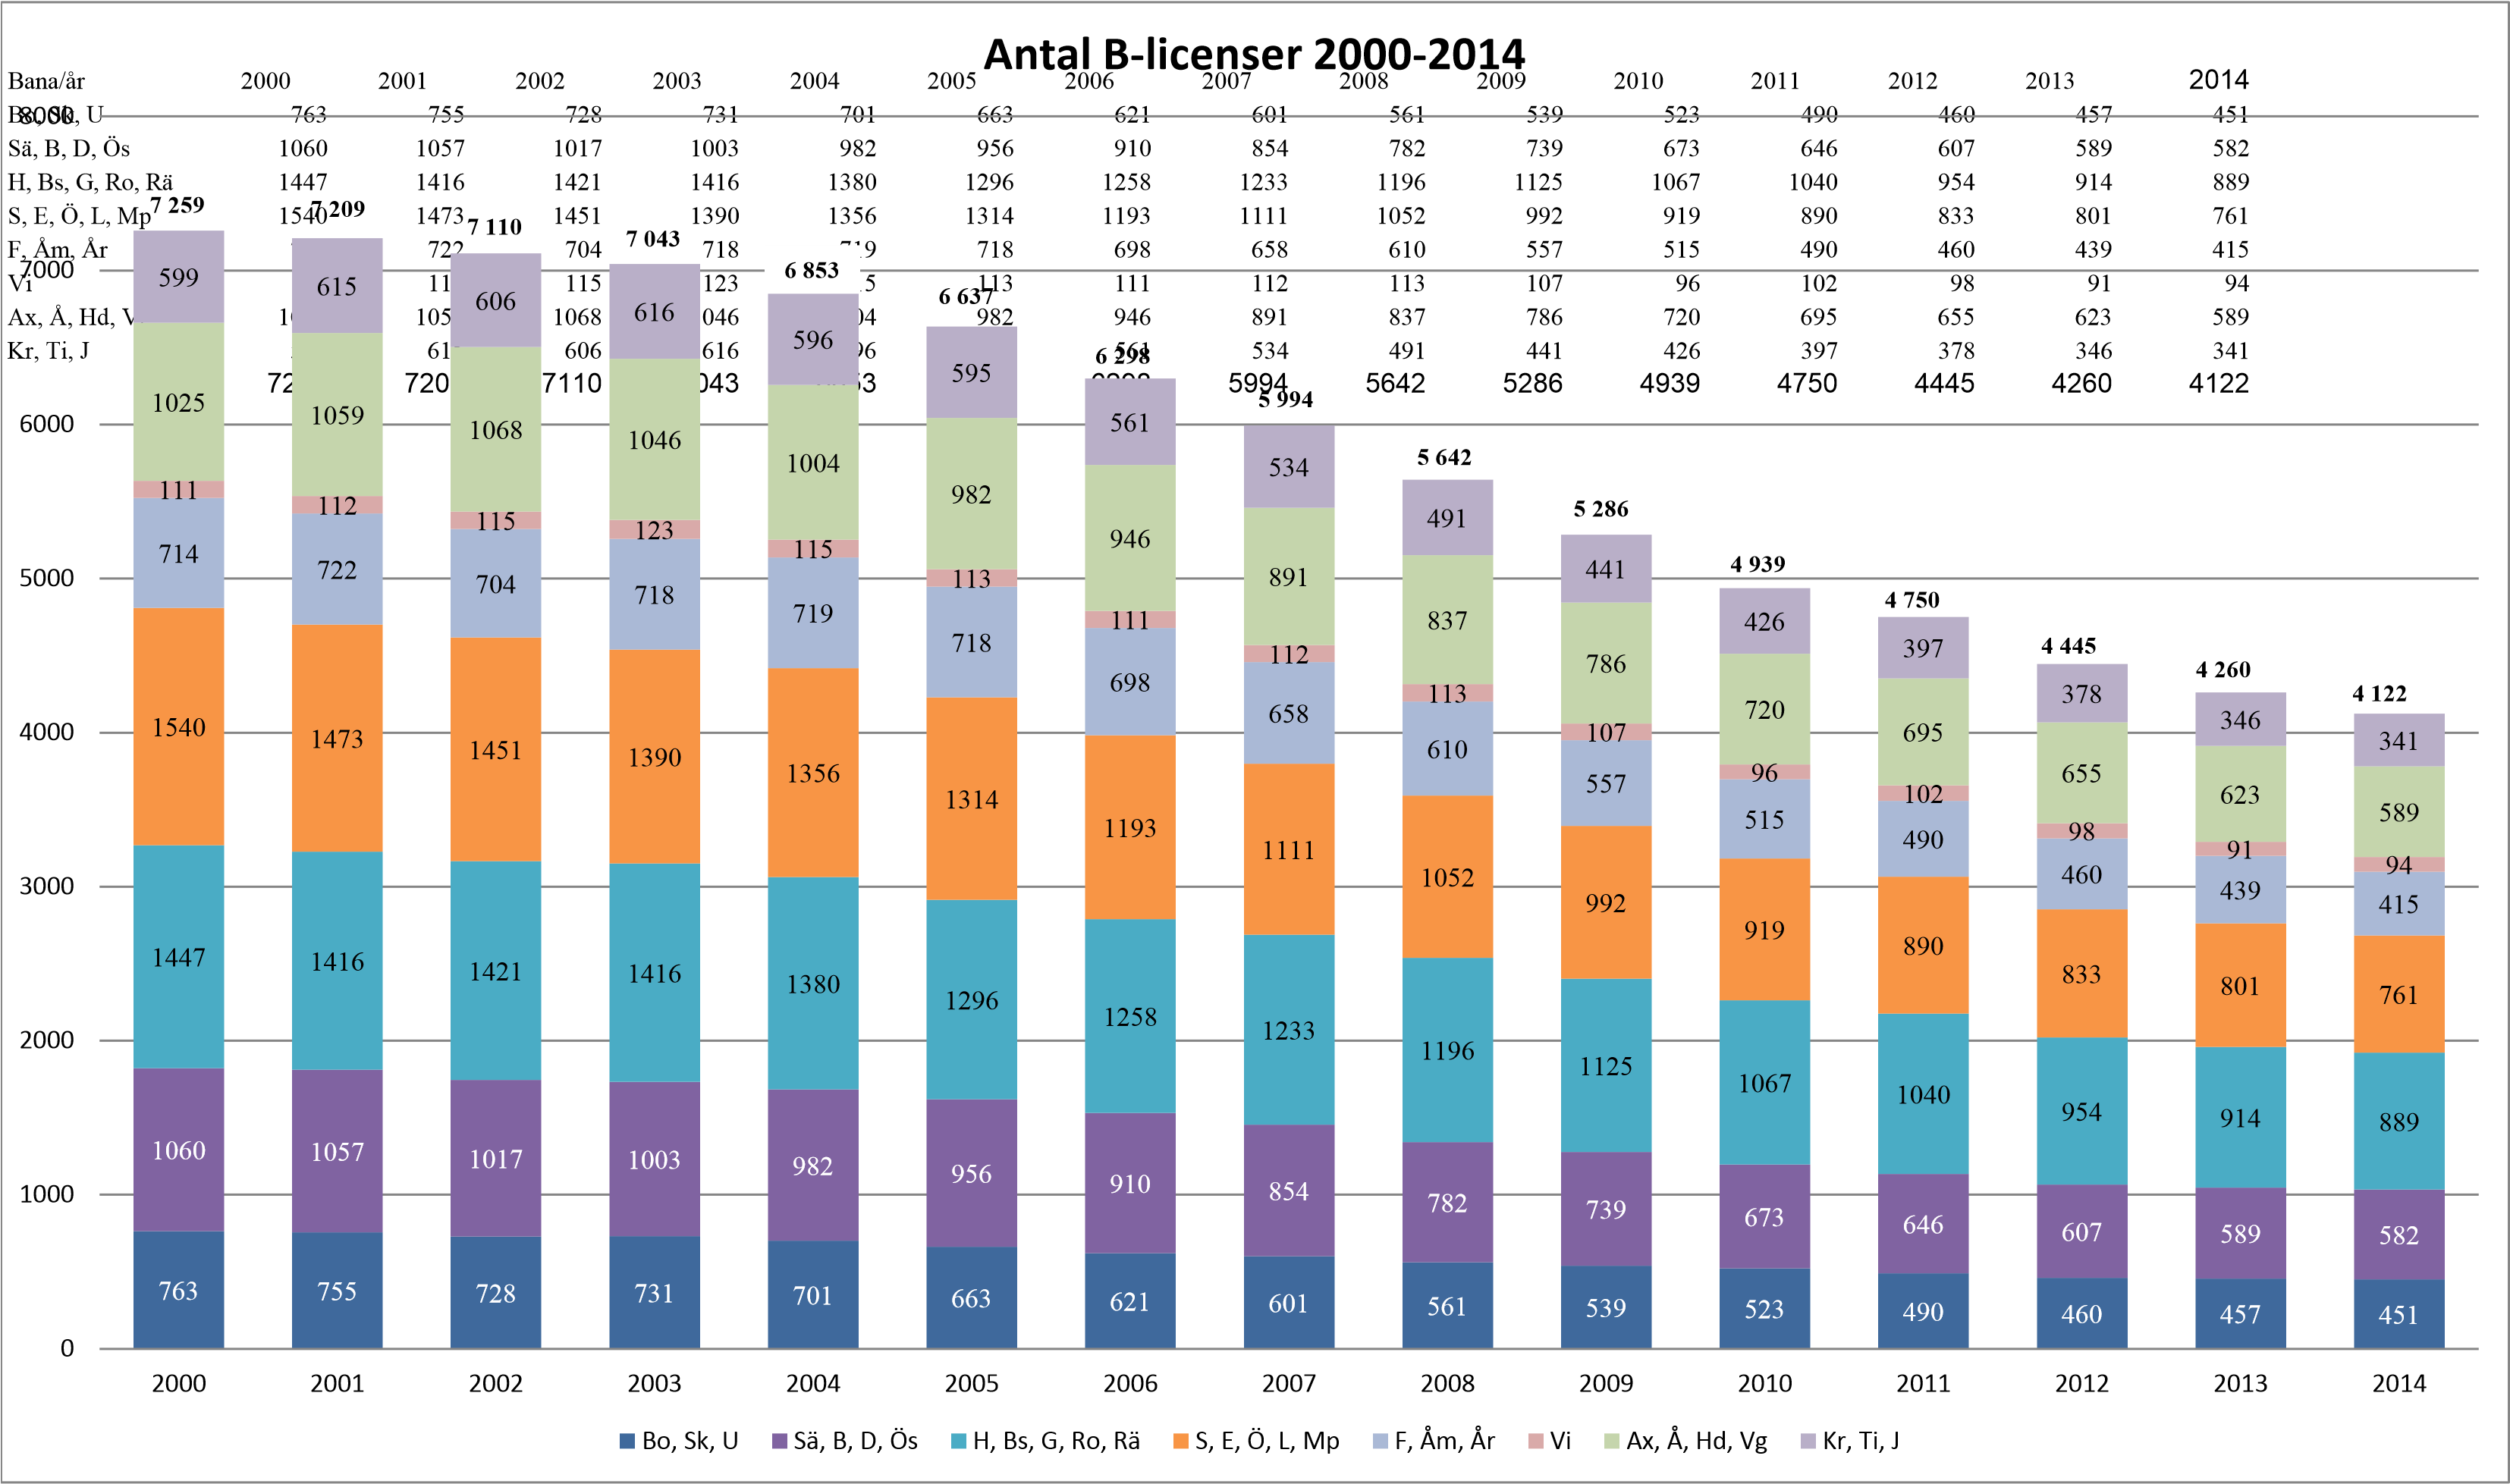 Antal B-licenser 2000-2014
Bana/år 2000 2001 2002 2003 2004 2005 2006 2007 2008 2009 2010 2011 2012 2013 2014
Bo, Sk, U 763 755 728 731 701 663 621 601 561 539 523 490 460 457 451
8000
Sä, B, D, Ös 1060 1057 1017 1003 982 956 910 854 782 739 673 646 607 589 582
H, Bs, G, Ro, Rä 1447 1416 1421 1416 1380 1296 1258 1233 1196 1125 1067 1040 954 914 889
S, E, Ö, L, Mp 1540 1473 1451 1390 1356 1314 1193 1111 1052 992 919 890 833 801 761
7 259 7 209 7 110 7 043 6 853 6 637 6 298 5 994 5 642 5 286 4 939 4 750 4 445 4 260 4 122
F, Åm, År 722 704 718 718 698 658 610 557 515 490 460 439 415
7000
Vi 115 123 113 111 112 113 107 96 102 98 91 94
Ax, Å, Hd, 1068 982 946 891 837 786 720 695 655 623 589
Kr, Ti, J 606 616 561 534 491 441 426 397 378 346 341
7110 5994 5642 5286 4939 4750 4445 4260 4122
599 615 606 616 596 595 561 534 491 441 426 397 378 346 341
6000
1025 1059 1068 1046 1004 982 946 891 837 786 720 695 655 623 589
111 112 115 123 115 113 111 112 113 107 96 102 98 91 94
5000
714 722 704 718 719 718 698 658 610 557 515 490 460 439 415
4000
1540 1473 1451 1390 1356 1314 1193 1111 1052 992 919 890 833 801 761
3000
1447 1416 1421 1416 1380 1296 1258 1233 1196 1125 1067 1040 954 914 889
2000
1060 1057 1017 1003 982 956 910 854 782 739 673 646 607 589 582
1000
763 755 728 731 701 663 621 601 561 539 523 490 460 457 451
0
2000 2001 2002 2003 2004 2005 2006 2007 2008 2009 2010 2011 2012 2013 2014
Bo, Sk, U Sä, B, D, Ös H, Bs, G, Ro, Rä S, E, Ö, L, Mp F, Åm, År Vi Ax, Å, Hd, Vg Kr, Ti, J